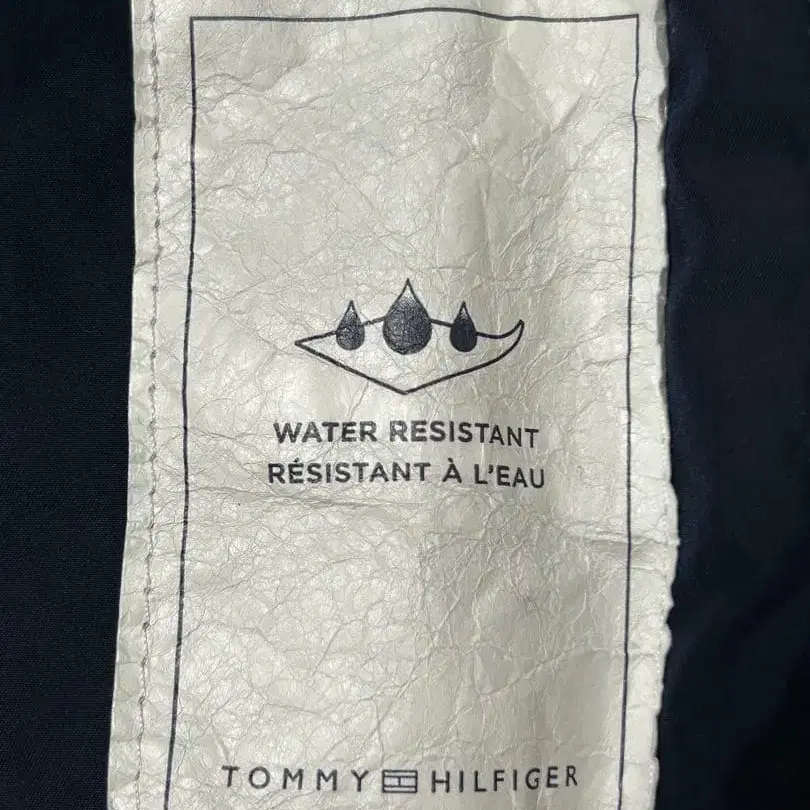 WATER RESISTANT
RÉSISTANT À L'EAU
TOMMY HILFIGER